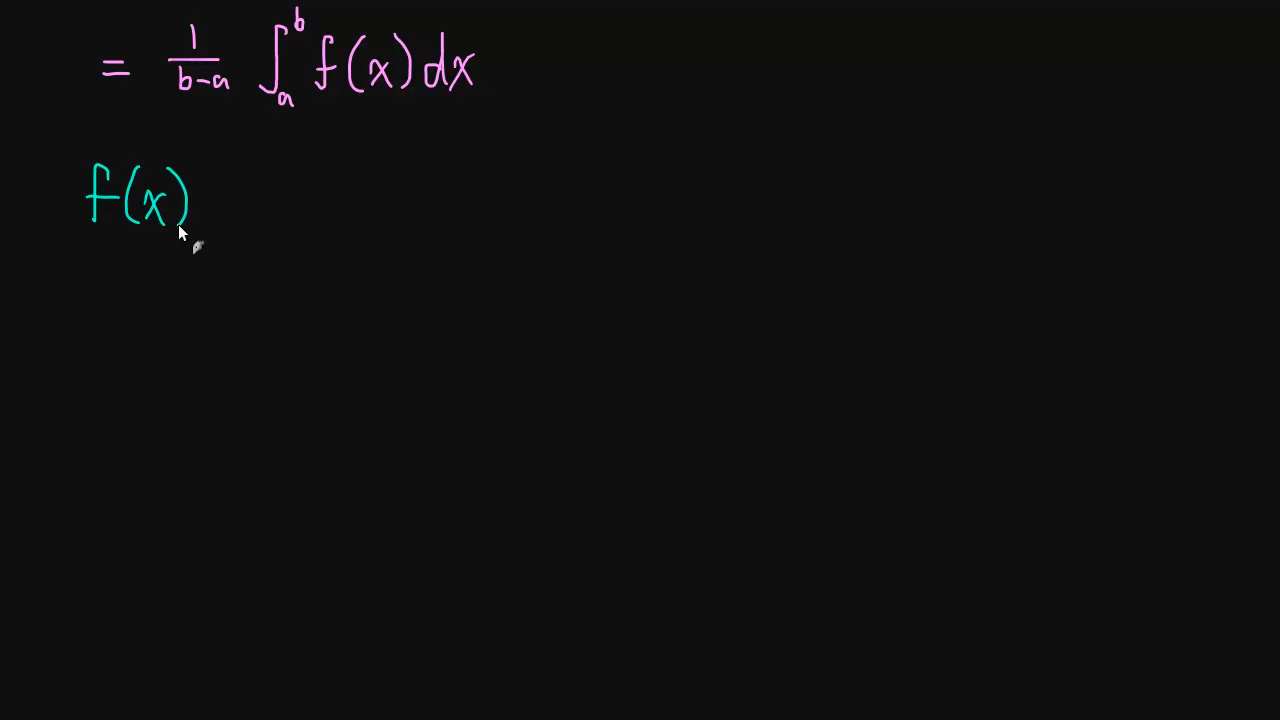 = 1/(b-a) ∫_a^b f(x) dx
f(x)